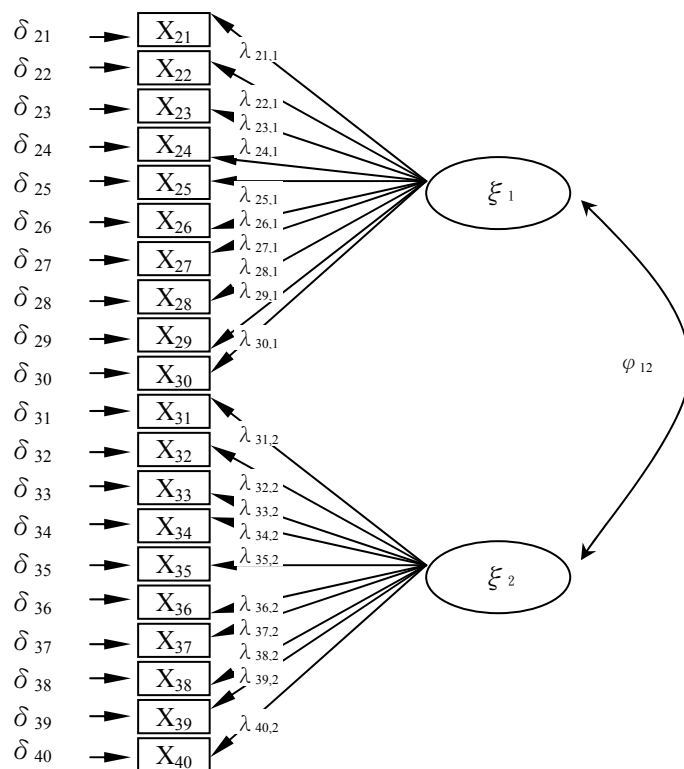 δ 21 X21 λ 21,1
δ 22 X22 λ 22,1
δ 23 X23 λ 23,1
δ 24 X24 λ 24,1
δ 25 X25 λ 25,1
ξ 1
δ 26 X26 λ 26,1
δ 27 X27 λ 27,1
δ 28 X28 λ 28,1
δ 29 X29 λ 29,1
δ 30 X30 λ 30,1
φ 12
δ 31 X31 λ 31,2
δ 32 X32 λ 32,2
δ 33 X33 λ 33,2
δ 34 X34 λ 34,2
δ 35 X35 λ 35,2
ξ 2
δ 36 X36 λ 36,2
δ 37 X37 λ 37,2
δ 38 X38 λ 38,2
δ 39 X39 λ 39,2
δ 40 X40 λ 40,2